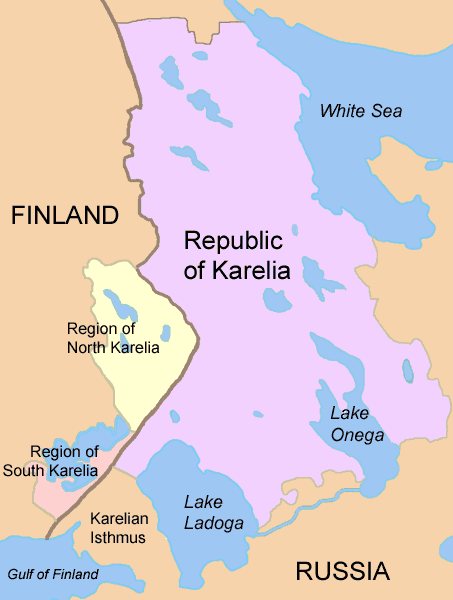 White Sea
FINLAND
Republic
of Karelia
Region of
North Karelia
Lake
Onega
Region of
South Karelia
Lake
Ladoga
Karelian
Isthmus
Gulf of Finland
RUSSIA